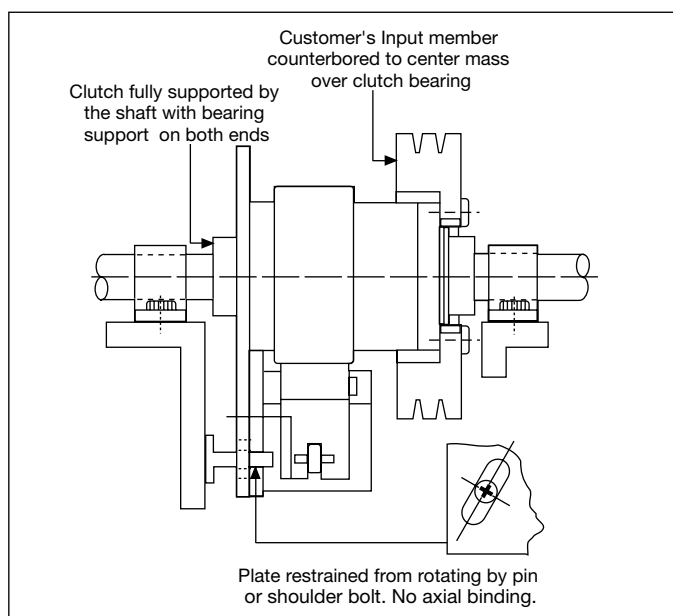 Customer's Input member
counterbored to center mass
over clutch bearing
Clutch fully supported by
the shaft with bearing
support on both ends
Plate restrained from rotating by pin
or shoulder bolt. No axial binding.